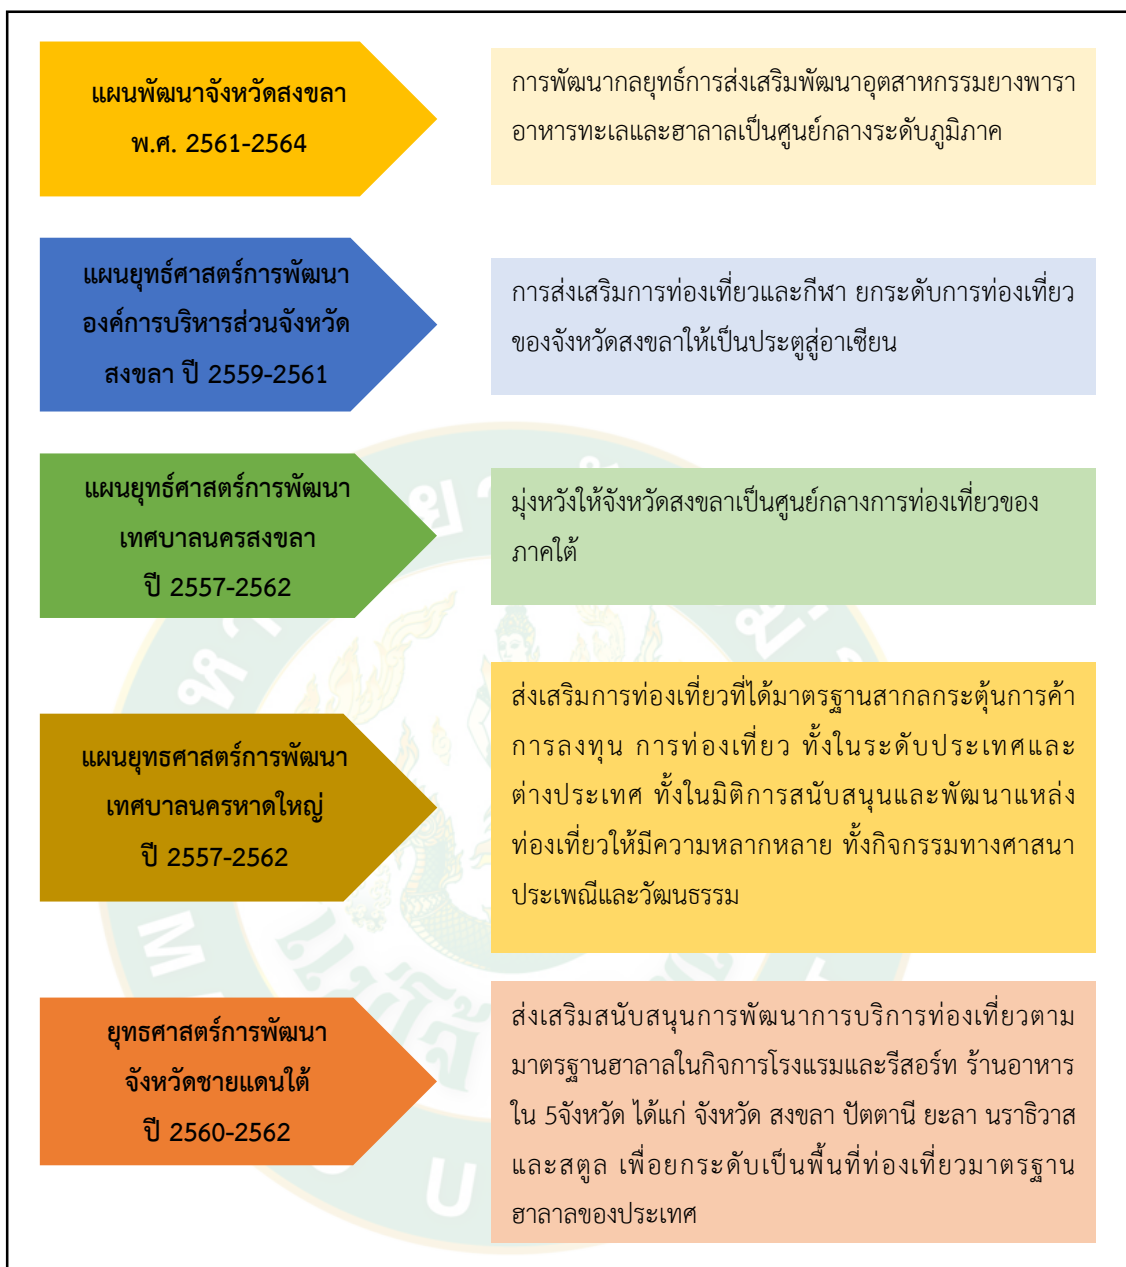 แผนพัฒนาจังหวัดสงขลา
พ.ศ. 2561-2564
การพัฒนากลยุทธ์การส่งเสริมพัฒนาอุตสาหกรรมยางพารา
อาหารทะเลและฮาลาลเป็นศูนย์กลางระดับภูมิภาค
แผนยุทธ์ศาสตร์การพัฒนา
องค์การบริหารส่วนจังหวัด
สงขลา ปี 2559-2561
การส่งเสริมการท่องเที่ยวและกีฬา ยกระดับการท่องเที่ยว
ของจังหวัดสงขลาให้เป็นประตูสู่อาเซียน
แผนยุทธ์ศาสตร์การพัฒนา
เทศบาลนครสงขลา
ปี 2557-2562
มุ่งหวังให้จังหวัดสงขลาเป็นศูนย์กลางการท่องเที่ยวของ
ภาคใต้
แผนยุทธศาสตร์การพัฒนา
เทศบาลนครหาดใหญ่
ปี 2557-2562
ส่งเสริมการท่องเที่ยวที่ได้มาตรฐานสากลกระตุ้นการค้า
การลงทุน การท่องเที่ยว ทั้งในระดับประเทศและ
ต่างประเทศ ทั้งในมิติการสนับสนุนและพัฒนาแหล่ง
ท่องเที่ยวให้มีความหลากหลาย ทั้งกิจกรรมทางศาสนา
ประเพณีและวัฒนธรรม
ยุทธศาสตร์การพัฒนา
จังหวัดชายแดนใต้
ปี 2560-2562
ส่งเสริมสนับสนุนการพัฒนาการบริการท่องเที่ยวตาม
มาตรฐานฮาลาลในกิจการโรงแรมและรีสอร์ท ร้านอาหาร
ใน 5จังหวัด ได้แก่ จังหวัด สงขลา ปัตตานี ยะลา นราธิวาส
และสตูล เพื่อยกระดับเป็นพื้นที่ท่องเที่ยวมาตรฐาน
ฮาลาลของประเทศ